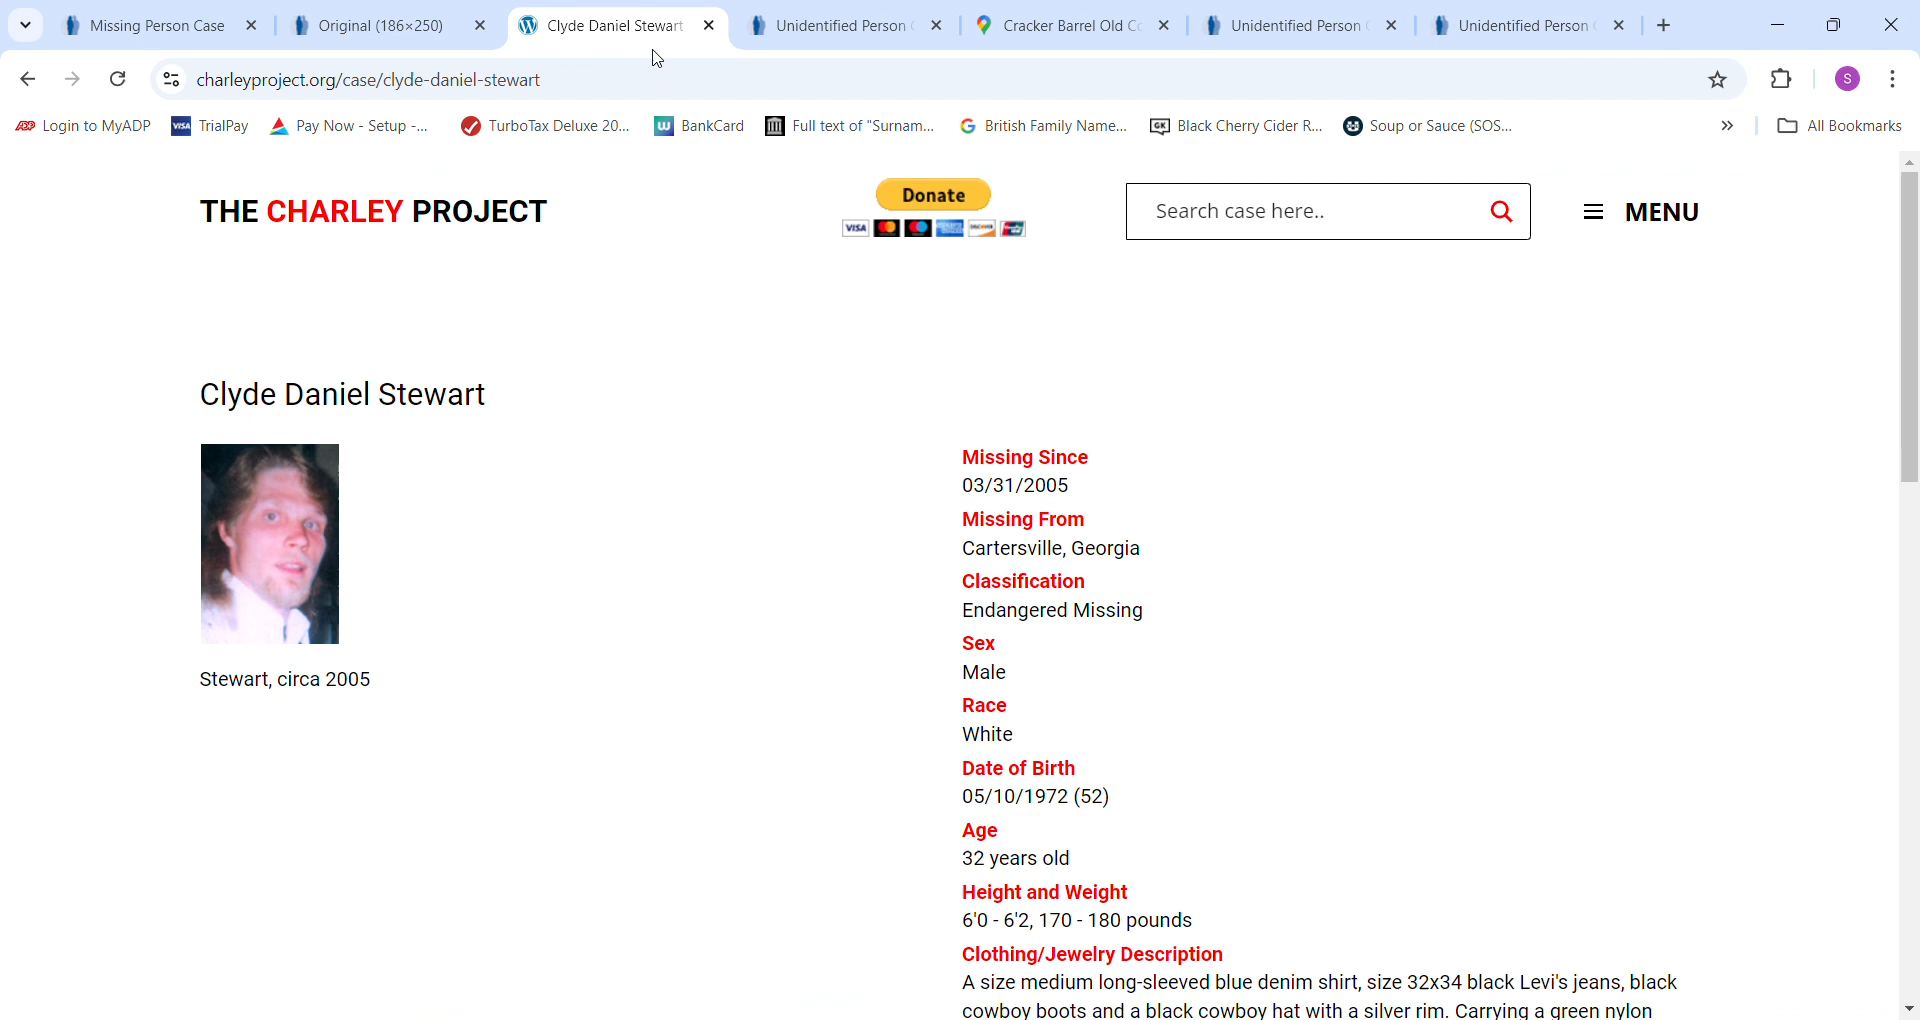 Missing Person Case
Original (186×250)
Clyde Daniel Stewart
Unidentified Person
Cracker Barrel Old Co
Unidentified Person
Unidentified Person
charleyproject.org/case/clyde-daniel-stewart
S
Login to MyADP
VISA TrialPay
Pay Now - Setup -...
TurboTax Deluxe 20...
BankCard
Full text of "Surnam...
British Family Name...
GK Black Cherry Cider R...
Soup or Sauce (SOS...
All Bookmarks
THE CHARLEY PROJECT
Donate
VISA
Search case here..
MENU
Clyde Daniel Stewart
Stewart, circa 2005
Missing Since
03/31/2005
Missing From
Cartersville, Georgia
Classification
Endangered Missing
Sex
Male
Race
White
Date of Birth
05/10/1972 (52)
Age
32 years old
Height and Weight
6'0 - 6'2, 170 - 180 pounds
Clothing/Jewelry Description
A size medium long-sleeved blue denim shirt, size 32x34 black Levi's jeans, black
cowboy boots and a black cowboy hat with a silver rim. Carrying a green nylon